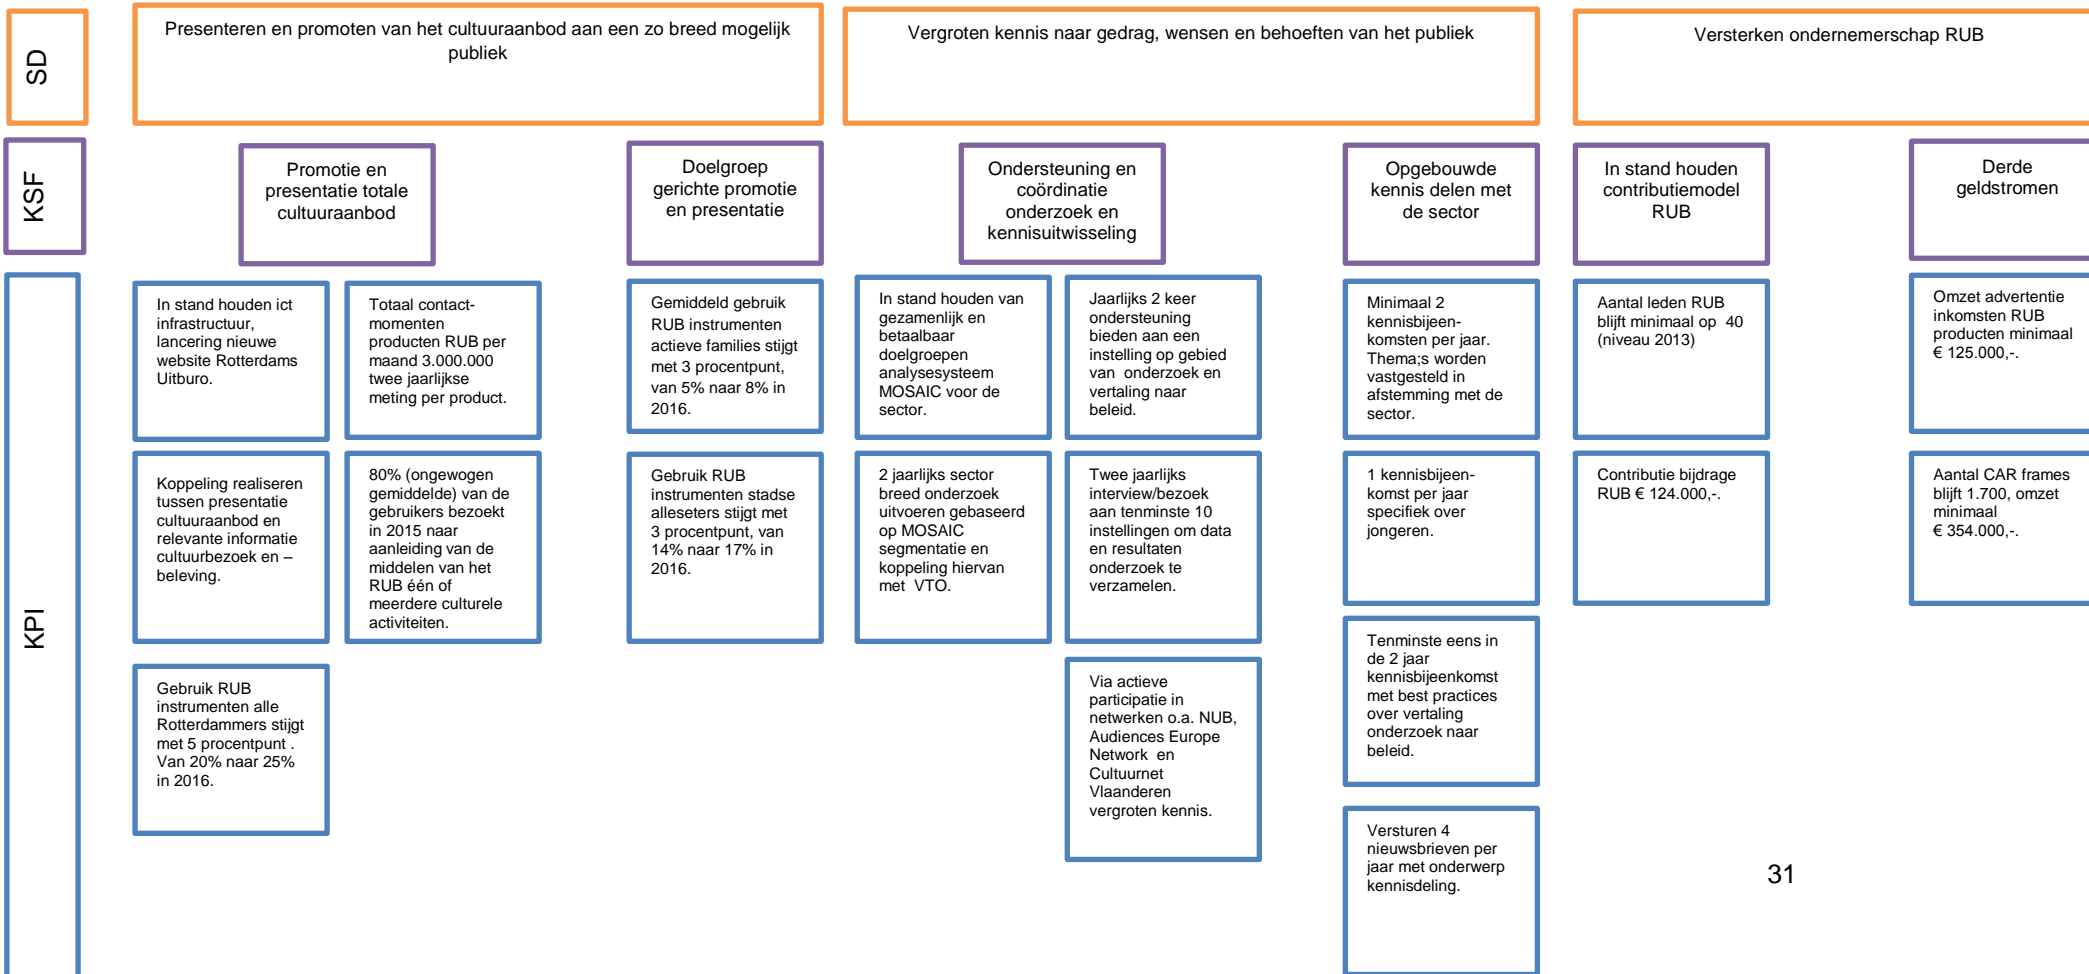 SD
Presenteren en promoten van het cultuuraanbod aan een zo breed mogelijk
publiek
Vergroten kennis naar gedrag, wensen en behoeften van het publiek
Versterken ondernemerschap RUB
KSF
Promotie en
presentatie totale
cultuuraanbod
Doelgroep
gerichte promotie
en presentatie
Ondersteuning en
coördinatie
onderzoek en
kennisuitwisseling
Opgebouwde
kennis delen met
de sector
In stand houden
contributiemodel
RUB
Derde
geldstromen
KPI
In stand houden ict
infrastructuur,
lancering nieuwe
website Rotterdams
Uitburo.
Totaal contact-
momenten
producten RUB per
maand 3.000.000
twee jaarlijkse
meting per product.
Gemiddeld gebruik
RUB instrumenten
actieve families stijgt
met 3 procentpunt,
van 5% naar 8% in
2016.
In stand houden van
gezamenlijk en
betaalbaar
doelgroepen
analysesysteem
MOSAIC voor de
sector.
Jaarlijks 2 keer
ondersteuning
bieden aan een
instelling op gebied
van  onderzoek en
vertaling naar
beleid.
Minimaal 2
kennisbijeen-
komsten per jaar.
Thema;s worden
vastgesteld in
afstemming met de
sector.
Aantal leden RUB
blijft minimaal op  40
(niveau 2013)
Omzet advertentie
inkomsten RUB
producten minimaal
€ 125.000,-.
Koppeling realiseren
tussen presentatie
cultuuraanbod en
relevante informatie
cultuurbezoek en –
beleving.
80% (ongewogen
gemiddelde) van de
gebruikers bezoekt
in 2015 naar
aanleiding van de
middelen van het
RUB één of
meerdere culturele
activiteiten.
Gebruik RUB
instrumenten stadse
alleseters stijgt met
3 procentpunt, van
14% naar 17% in
2016.
2 jaarlijks sector
breed onderzoek
uitvoeren gebaseerd
op MOSAIC
segmentatie en
koppeling hiervan
met  VTO.
Twee jaarlijks
interview/bezoek
aan tenminste 10
instellingen om data
en resultaten
onderzoek te
verzamelen.
1 kennisbijeen-
komst per jaar
specifiek over
jongeren.
Contributie bijdrage
RUB € 124.000,-.
Aantal CAR frames
blijft 1.700, omzet
minimaal
€ 354.000,-.
Gebruik RUB
instrumenten alle
Rotterdammers stijgt
met 5 procentpunt .
Van 20% naar 25%
in 2016.
Via actieve
participatie in
netwerken o.a. NUB,
Audiences Europe
Network  en
Cultuurnet
Vlaanderen
vergroten kennis.
Tenminste eens in
de 2 jaar
kennisbijeenkomst
met best practices
over vertaling
onderzoek naar
beleid.
Versturen 4
nieuwsbrieven per
jaar met onderwerp
kennisdeling.
31